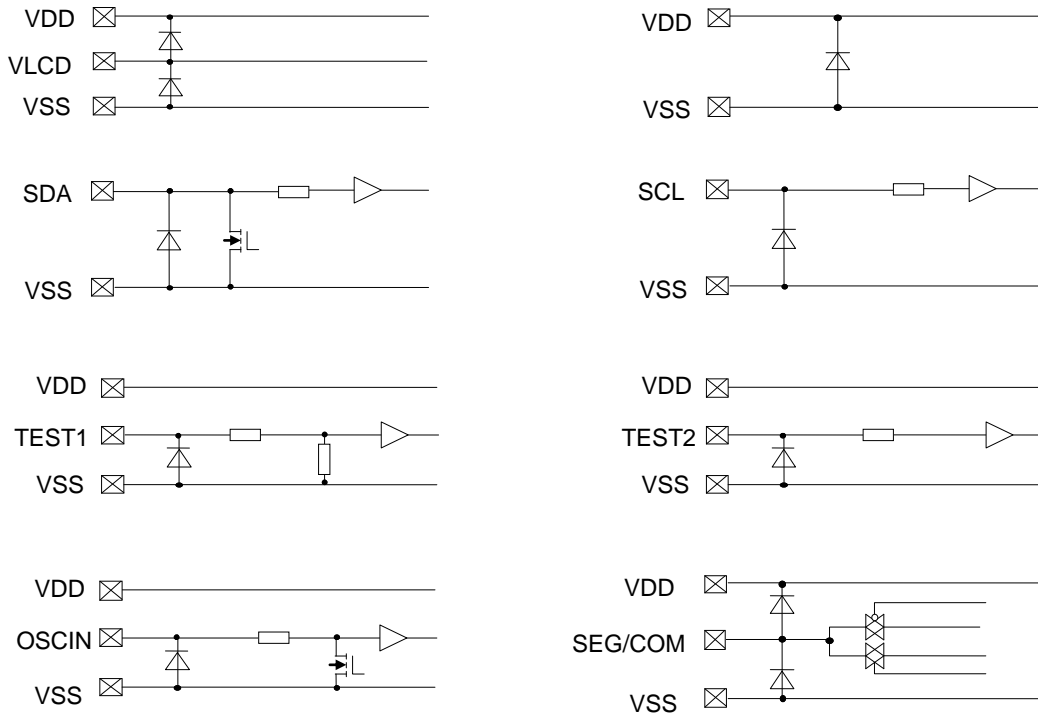 VDD
VLCD
VSS
VDD
VSS
SDA
VSS
SCL
VSS
VDD
TEST1
VSS
VDD
TEST2
VSS
VDD
OSCIN
VSS
VDD
SEG/COM
VSS